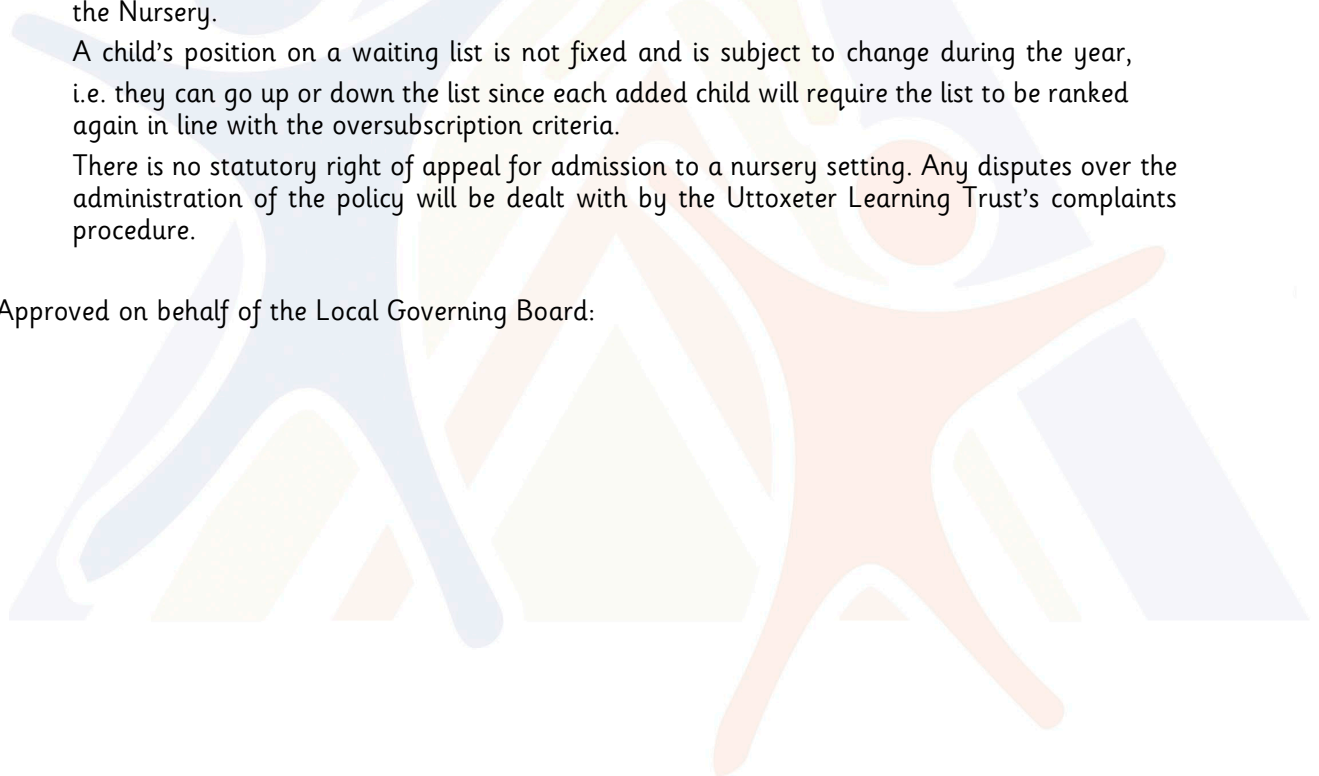 the Nursery.
A child’s position on a waiting list is not fixed and is subject to change during the year,
i.e. they can go up or down the list since each added child will require the list to be ranked
again in line with the oversubscription criteria.
There is no statutory right of appeal for admission to a nursery setting. Any disputes over the
administration of the policy will be dealt with by the Uttoxeter Learning Trust’s complaints
procedure.
Approved on behalf of the Local Governing Board: